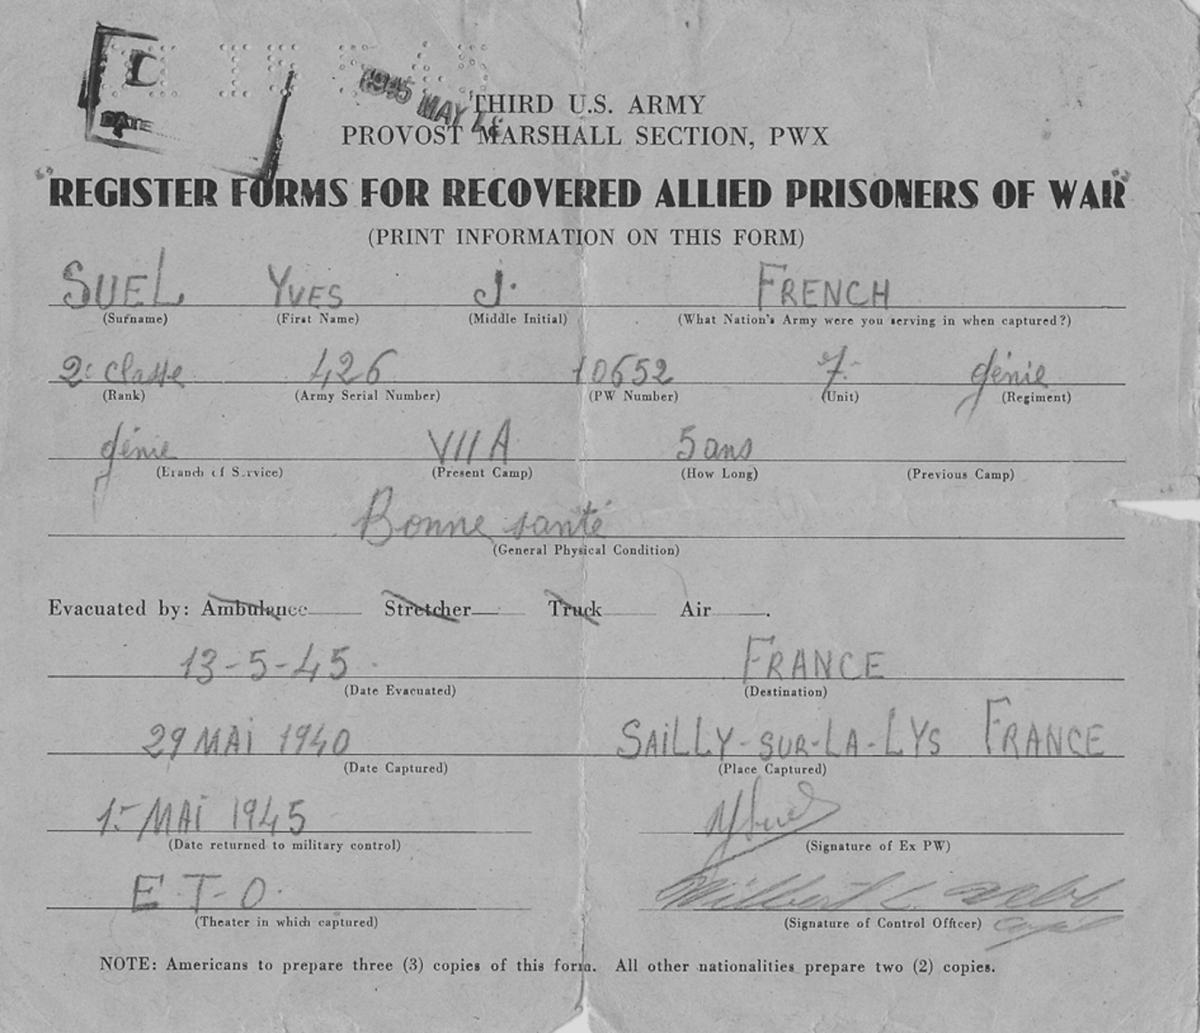 DATE
1945 MAY
THIRD U.S. ARMY
PROVOST MARSHALL SECTION, PWX
"REGISTER FORMS FOR RECOVERED ALLIED PRISONERS OF WAR"
(PRINT INFORMATION ON THIS FORM)
SUEL YVES J. FRENCH
(Surname) (First Name) (Middle Initial) (What Nation's Army were you serving in when captured?)
2e classe 426 10652 7 génie
(Rank) (Army Serial Number) (PW Number) (Unit) (Regiment)
génie VII A 5 ans
(Branch of Service) (Present Camp) (How Long) (Previous Camp)
Bonne santé
(General Physical Condition)
Evacuated by: Ambulance Stretcher Truck Air .
13-5-45 FRANCE
(Date Evacuated) (Destination)
29 MAI 1940 SAILLY-SUR-LA-LYS FRANCE
(Date Captured) (Place Captured)
1- MAI 1945 YSuel
(Date returned to military control) (Signature of Ex PW)
E-T-O. Wilbert C.
(Theater in which captured) (Signature of Control Officer)
NOTE: Americans to prepare three (3) copies of this form. All other nationalities prepare two (2) copies.